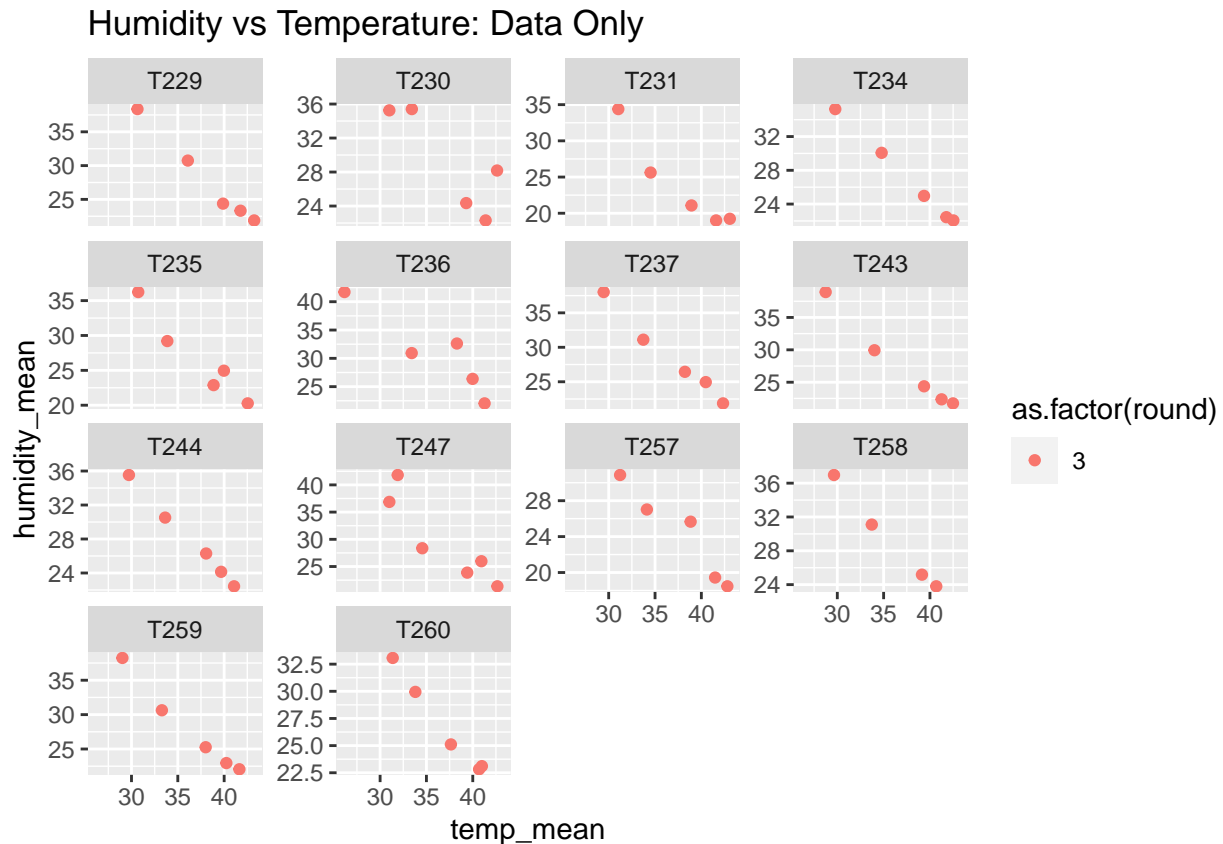 Humidity vs Temperature: Data Only
T229
T230
T231
T234
35
30
25
36
32
28
24
35
30
25
20
32
28
24
T235
T236
T237
T243
35
30
25
20
40
35
30
25
35
30
25
35
30
25
T244
T247
T257
T258
36
32
28
24
40
35
30
25
28
24
20
36
32
28
24
30 35 40
30 35 40
T259
T260
35
30
25
32.5
30.0
27.5
25.0
22.5
30 35 40
30 35 40
temp_mean
humidity_mean
as.factor(round)
3